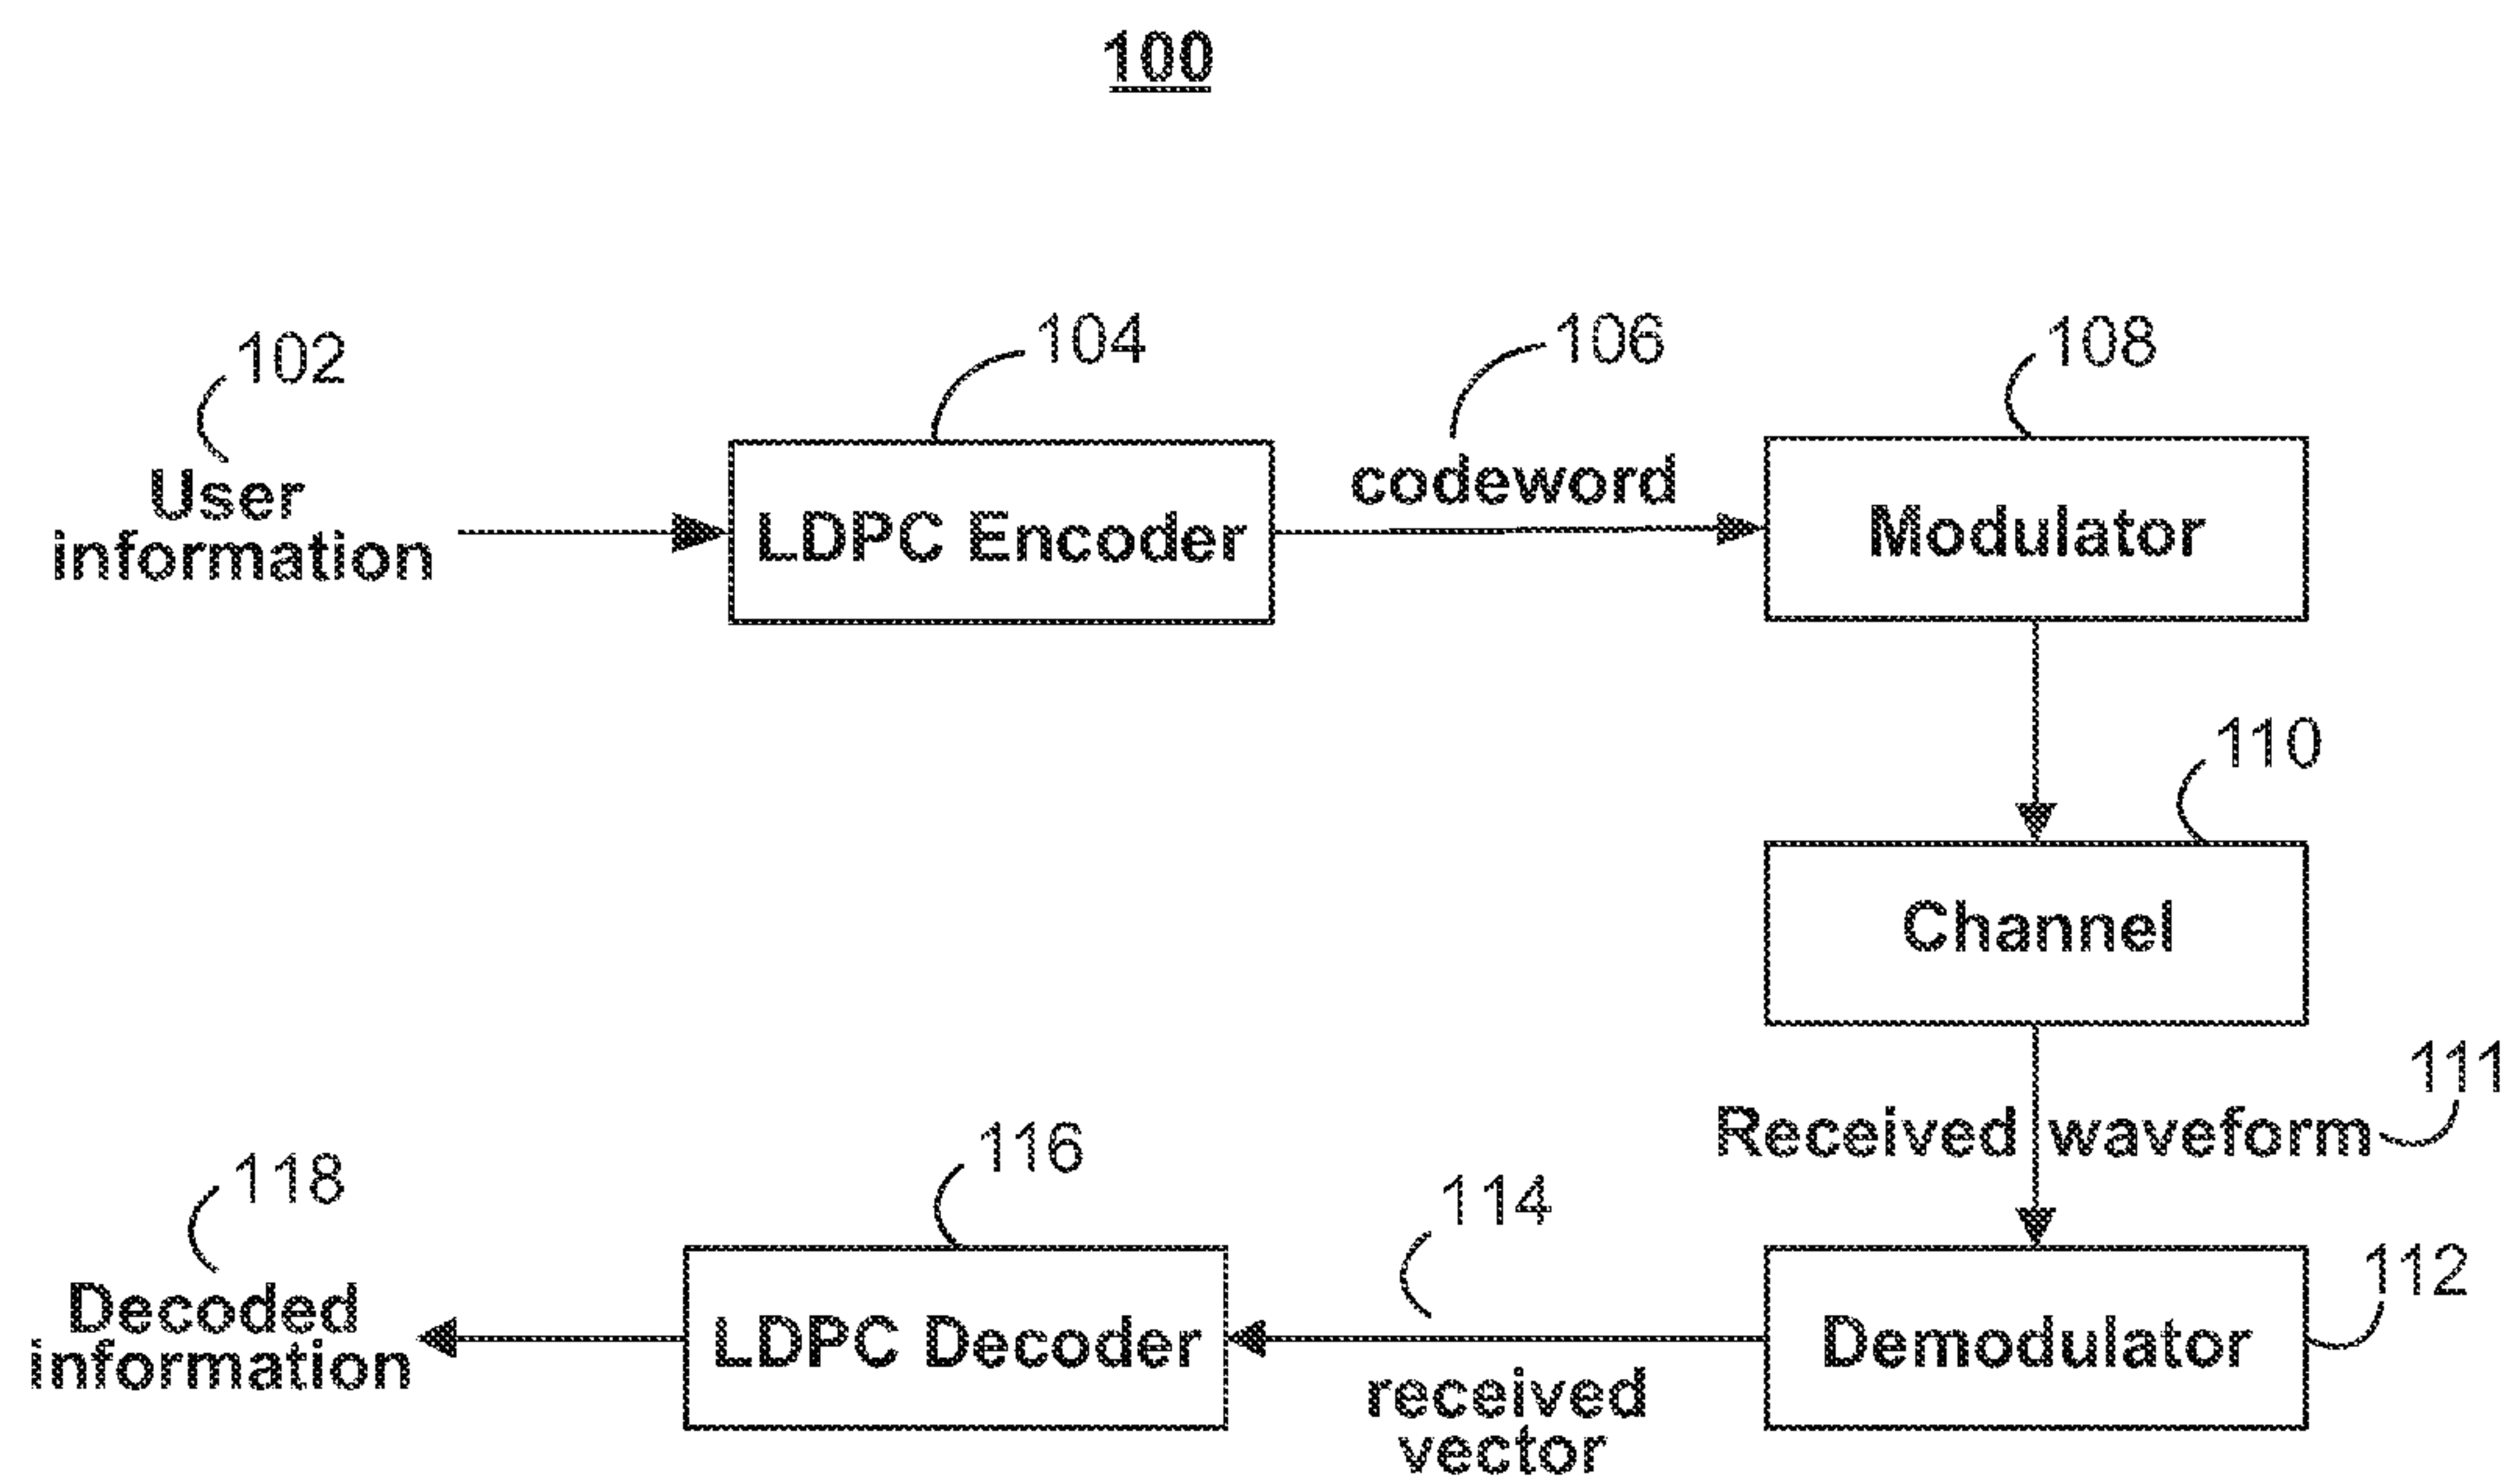 100
102
User
information
104
LDPC Encoder
106
codeword
108
Modulator
110
Channel
111
Received waveform
112
Demodulator
114
received
vector
116
LDPC Decoder
118
Decoded
information